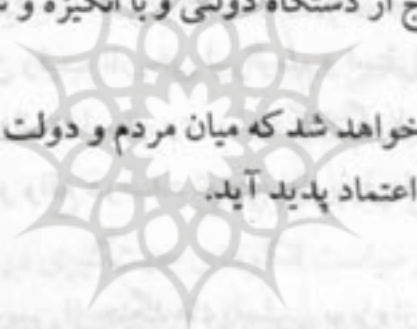 از دستگاه دولتی و با انگیزه و
خواهد شد که میان مردم و دولت
اعتماد پدید آید.